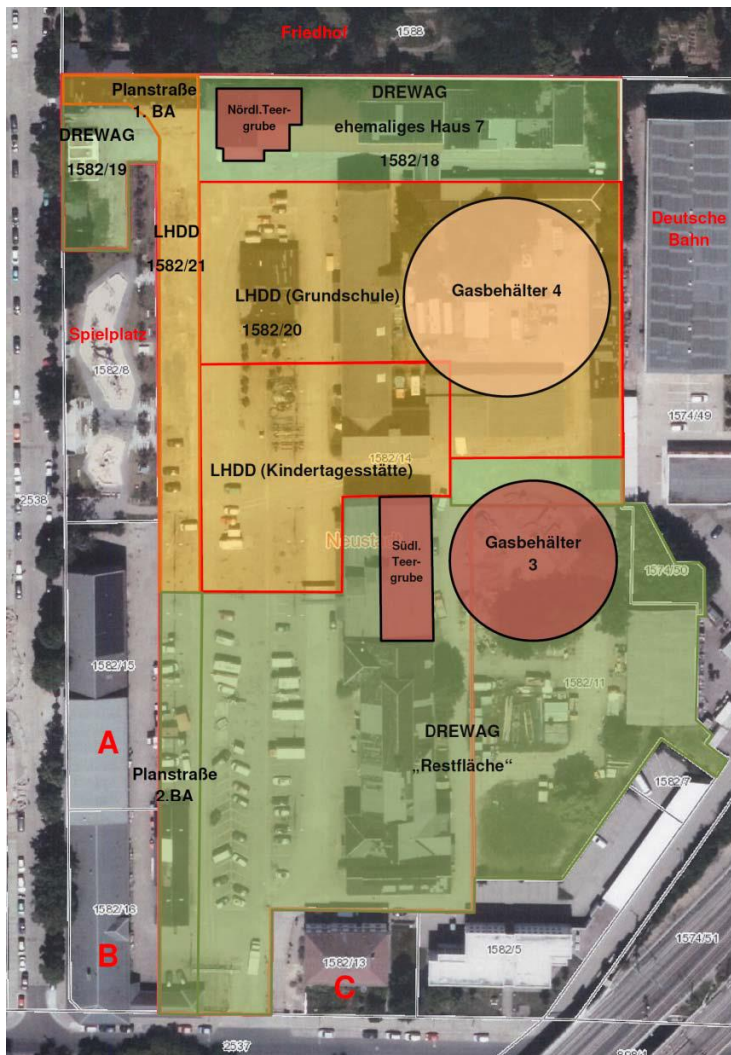 Friedhof
1588
Planstraße
1. BA
DREWAG
Nördl.Teer-
grube
ehemaliges Haus 7
DREWAG
1582/19
1582/18
Deutsche
Bahn
LHDD
1582/21
LHDD (Grundschule)
1582/20
Gasbehälter 4
Spielplatz
1582/8
1574/49
1582/14
LHDD (Kindertagesstätte)
2538
Neustadt
Südl.
Teer-
grube
Gasbehälter
3
1574/50
1582/15
1582/11
A
DREWAG
„Restfläche“
Planstraße
2.BA
1582/7
1582/16
B
1582/13
C
1582/5
1574/51
2537